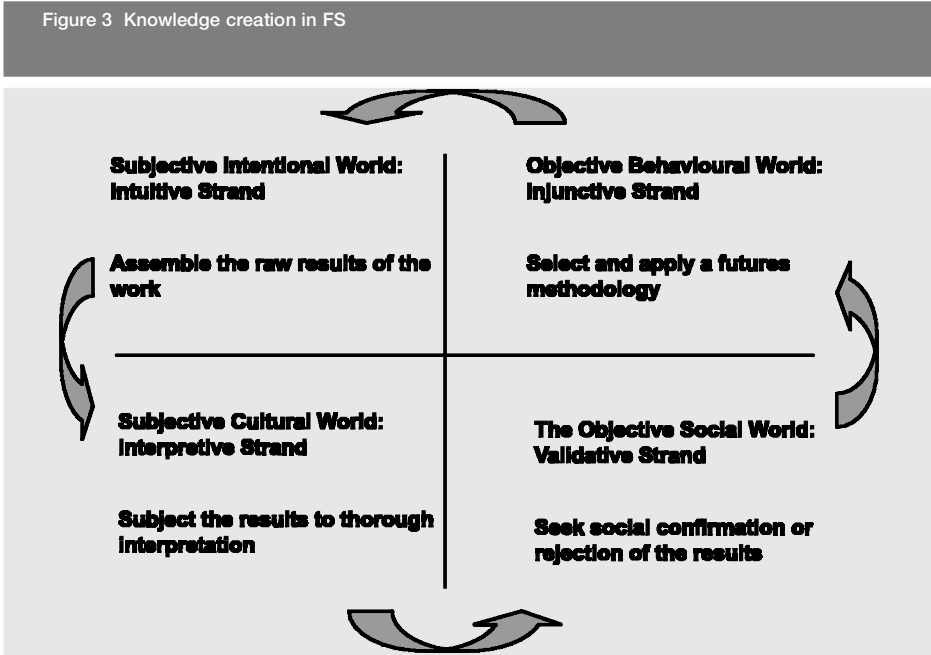 Figure 3 Knowledge creation in FS
Subjective Intentional World:
Intuitive Strand
Assemble the raw results of the
work
Objective Behavioural World:
Injunctive Strand
Select and apply a futures
methodology
Subjective Cultural World:
Interpretive Strand
Subject the results to thorough
interpretation
The Objective Social World:
Validative Strand
Seek social confirmation or
rejection of the results